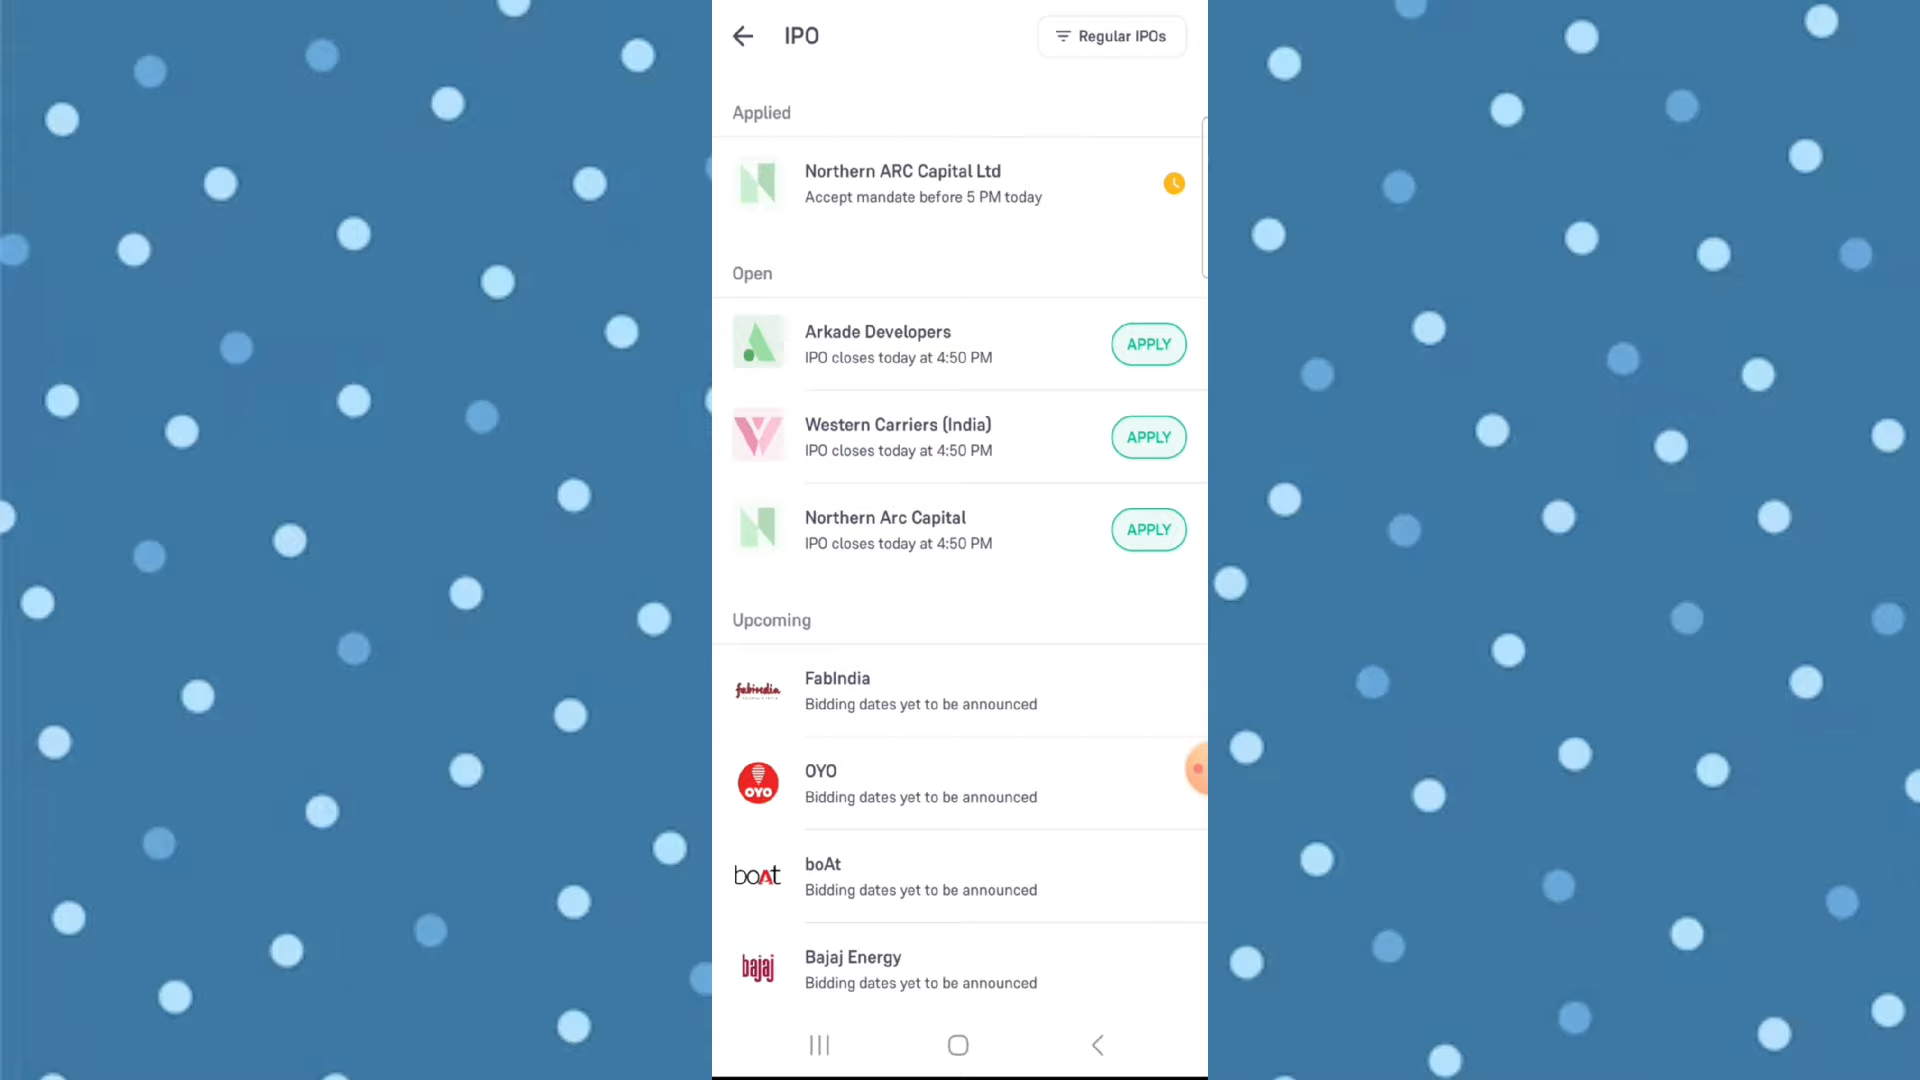 IPO
Regular IPOs
Applied
Northern ARC Capital Ltd
Accept mandate before 5 PM today
Open
Arkade Developers
IPO closes today at 4:50 PM
APPLY
Western Carriers (India)
IPO closes today at 4:50 PM
APPLY
Northern Arc Capital
IPO closes today at 4:50 PM
APPLY
Upcoming
fabindia
FabIndia
Bidding dates yet to be announced
OYO
OYO
Bidding dates yet to be announced
boAt
boAt
Bidding dates yet to be announced
bajaj
Bajaj Energy
Bidding dates yet to be announced